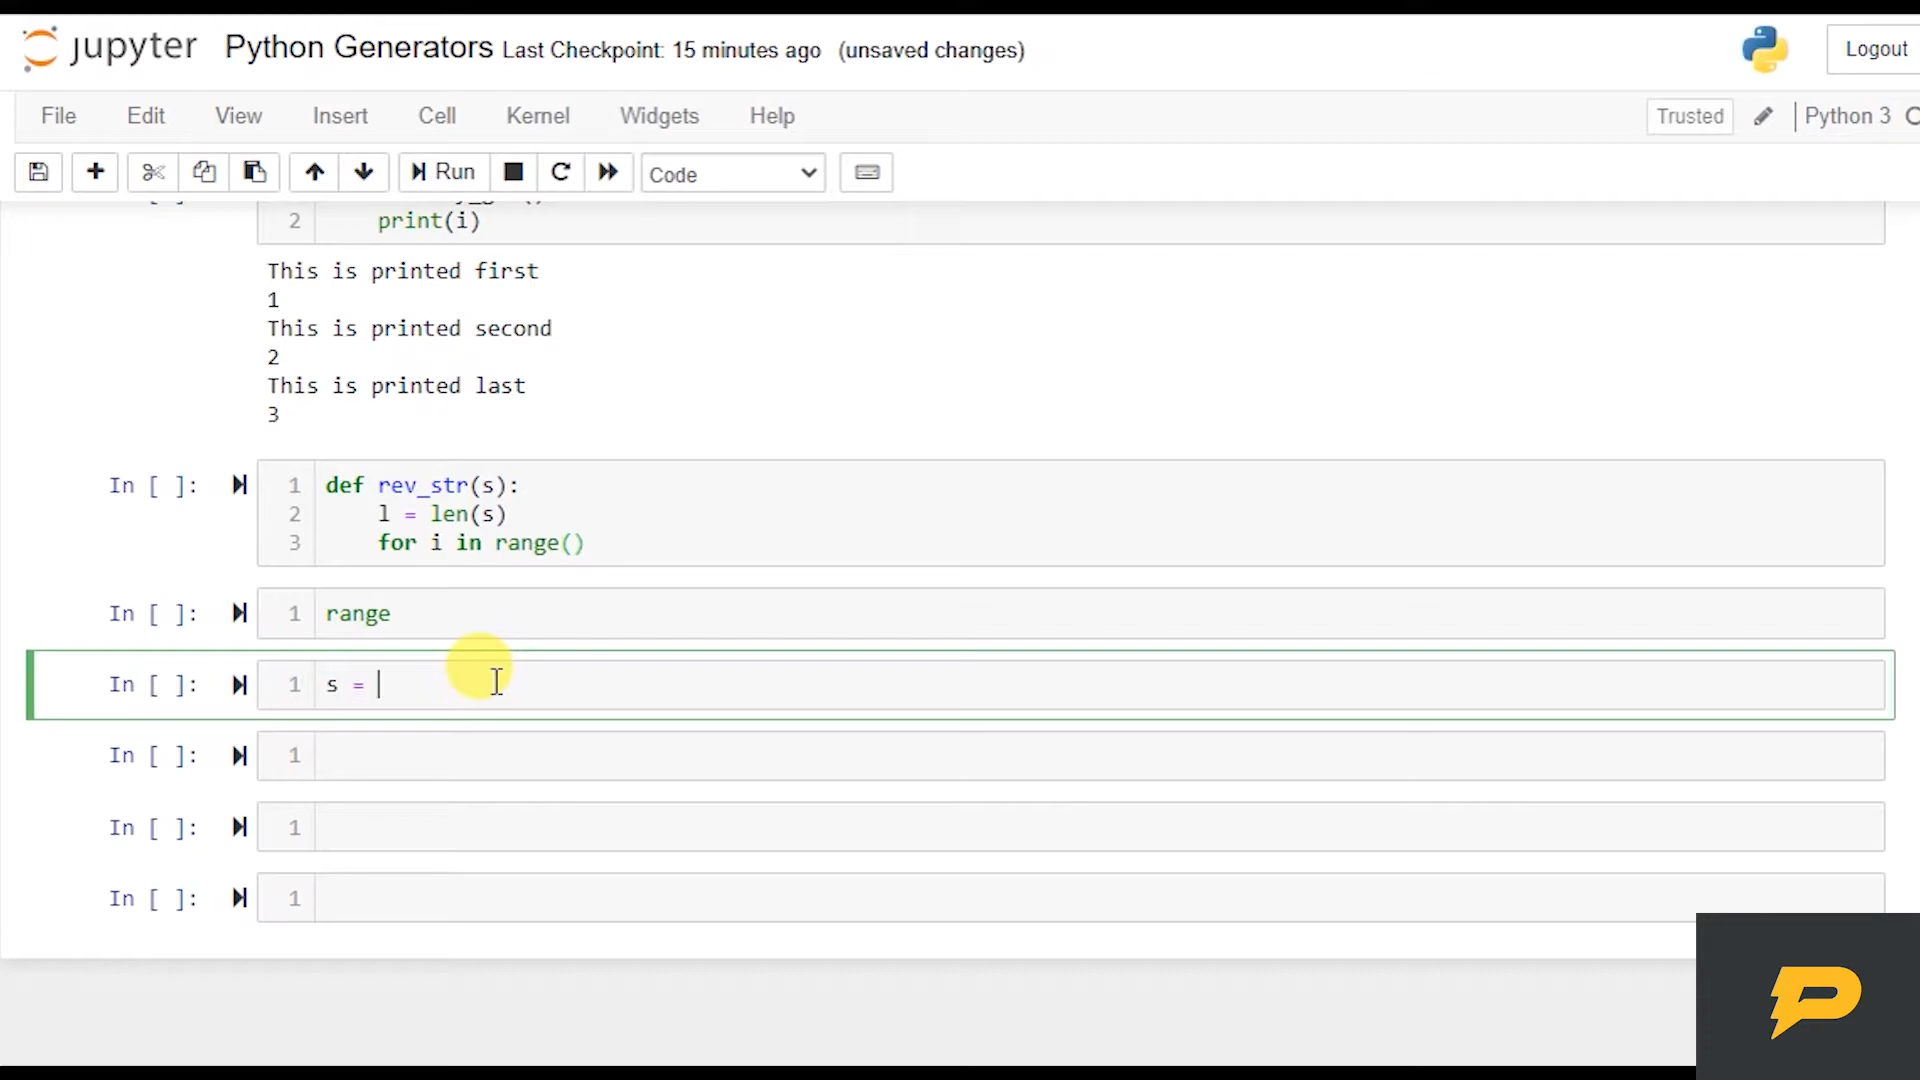 jupyter Python Generators Last Checkpoint: 15 minutes ago (unsaved changes)
Logout
File Edit View Insert Cell Kernel Widgets Help
Trusted Python 3
Run Code
2 print(i)
This is printed first
1
This is printed second
2
This is printed last
3
In [ ]: 1 def rev_str(s):
2 l = len(s)
3 for i in range()
In [ ]: 1 range
In [ ]: 1 s =
In [ ]: 1
In [ ]: 1
In [ ]: 1